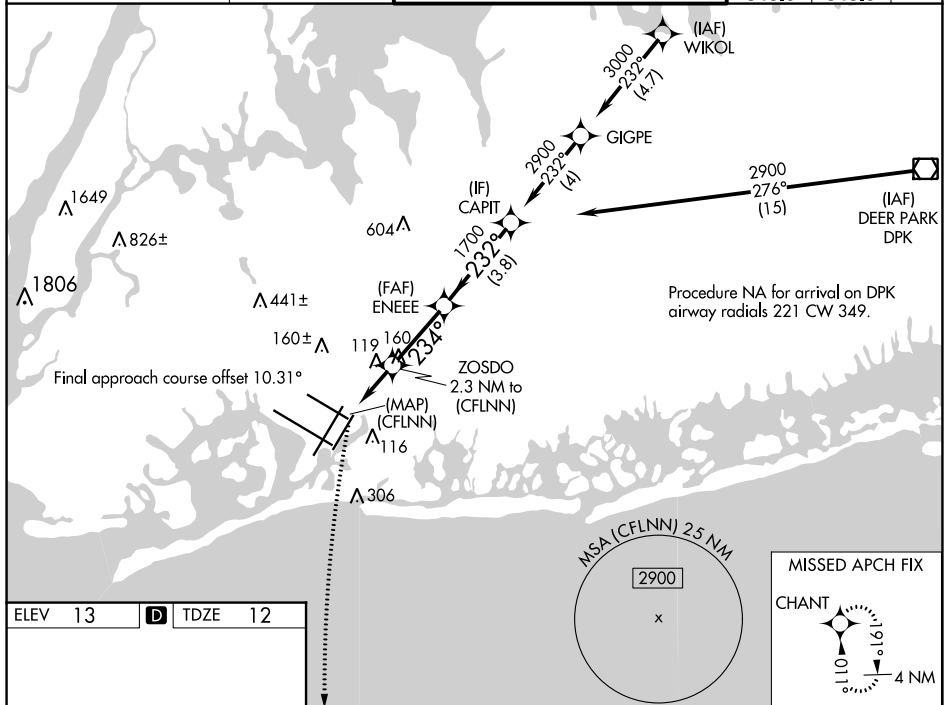 (IAF)
WIKOL
3000
232°
(4.7)
GIGPE
2900
232°
(4)
2900
276°
(15)
(IAF)
DEER PARK
DPK
(IF)
CAPIT
1649
826±
604
1700
232°
(3.8)
1806
441±
(FAF)
ENEEE
Procedure NA for arrival on DPK
airway radials 221 CW 349.
160±
119
160
234°
ZOSDO
2.3 NM to
(CFLNN)
Final approach course offset 10.31°
(MAP)
(CFLNN)
116
306
MSA (CFLNN) 25 NM
2900
x
MISSED APCH FIX
CHANT
191°
011°
4 NM
ELEV 13 D TDZE 12